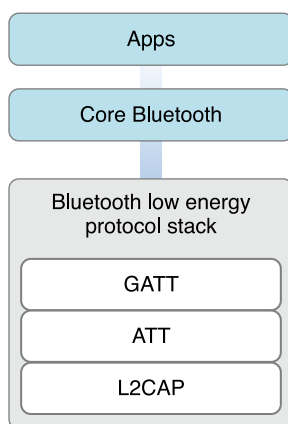 Apps
Core Bluetooth
Bluetooth low energy
protocol stack
GATT
ATT
L2CAP